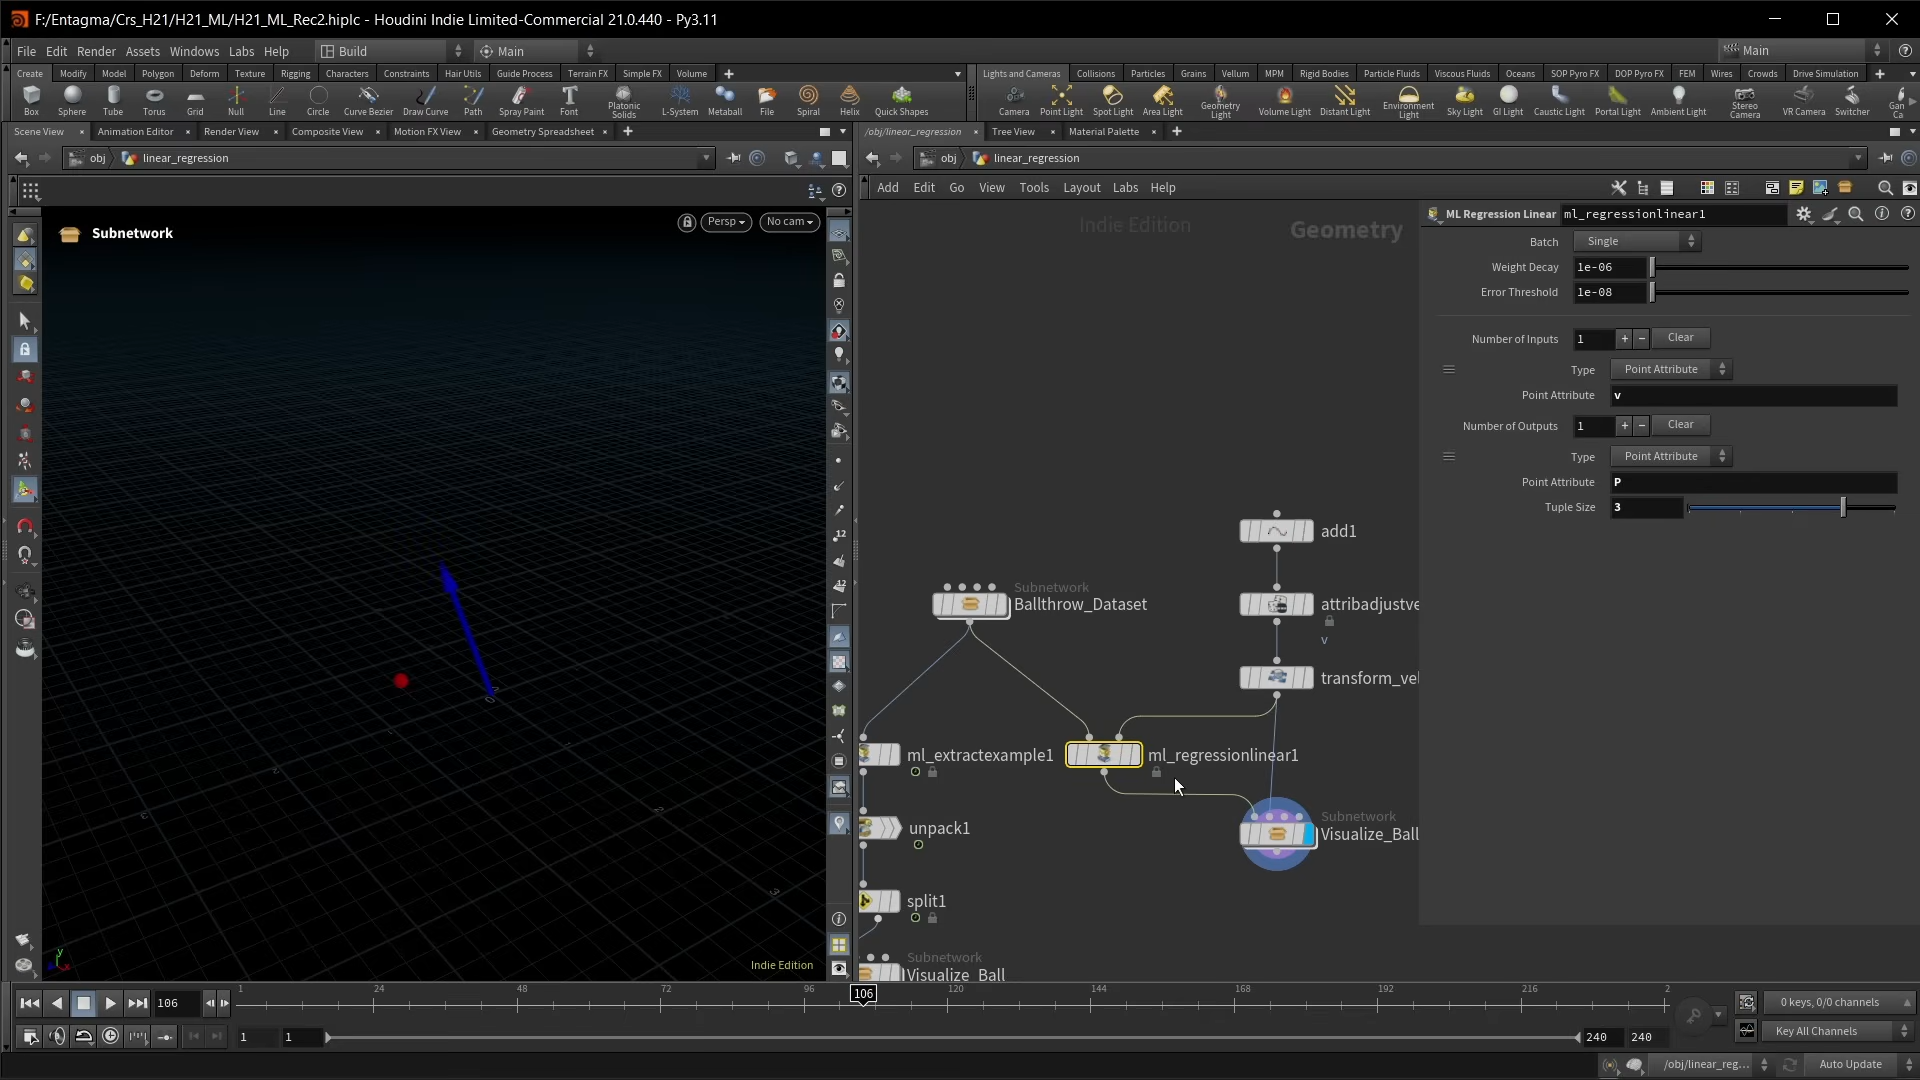 F:/Entagma/Crs_H21/H21_ML/H21_ML_Rec2.hiplc - Houdini Indie Limited-Commercial 21.0.440 - Py3.11
File Edit Render Assets Windows Labs Help Build Main Main
Create Modify Model Polygon Deform Texture Rigging Characters Constraints Hair Utils Guide Process Terrain FX Simple FX Volume
Lights and Cameras Collisions Particles Grains Vellum MPM Rigid Bodies Particle Fluids Viscous Fluids Oceans SOP Pyro FX DOP Pyro FX FEM Wires Crowds Drive Simulation
Box Sphere Tube Torus Grid Null Line Circle Curve Bezier Draw Curve Path Spray Paint Font Platonic Solids L-System Metaball File Spiral Helix Quick Shapes
Camera Point Light Spot Light Area Light Geometry Light Volume Light Distant Light Environment Light Sky Light GI Light Caustic Light Portal Light Ambient Light Stereo Camera VR Camera Switcher Gan Ca
Scene View Animation Editor Render View Composite View Motion FX View Geometry Spreadsheet
/obj/linear_regression Tree View Material Palette
obj linear_regression
obj linear_regression
Add Edit Go View Tools Layout Labs Help
Subnetwork
Persp No cam
Indie Edition
Geometry
ML Regression Linear ml_regressionlinear1
Batch Single
Weight Decay 1e-06
Error Threshold 1e-08
Number of Inputs 1 + − Clear
Type Point Attribute
Point Attribute v
Number of Outputs 1 + − Clear
Type Point Attribute
Point Attribute P
Tuple Size 3
add1
Subnetwork
Ballthrow_Dataset
attribadjustve
v
transform_vel
ml_extractexample1
ml_regressionlinear1
Subnetwork
Visualize_Ball
unpack1
split1
Subnetwork
Visualize_Ball
12
12
y
x
Indie Edition
106
1 24 48 72 96 106 120 144 168 192 216 2
0 keys, 0/0 channels
1 1 240 240
Key All Channels
/obj/linear_reg... Auto Update